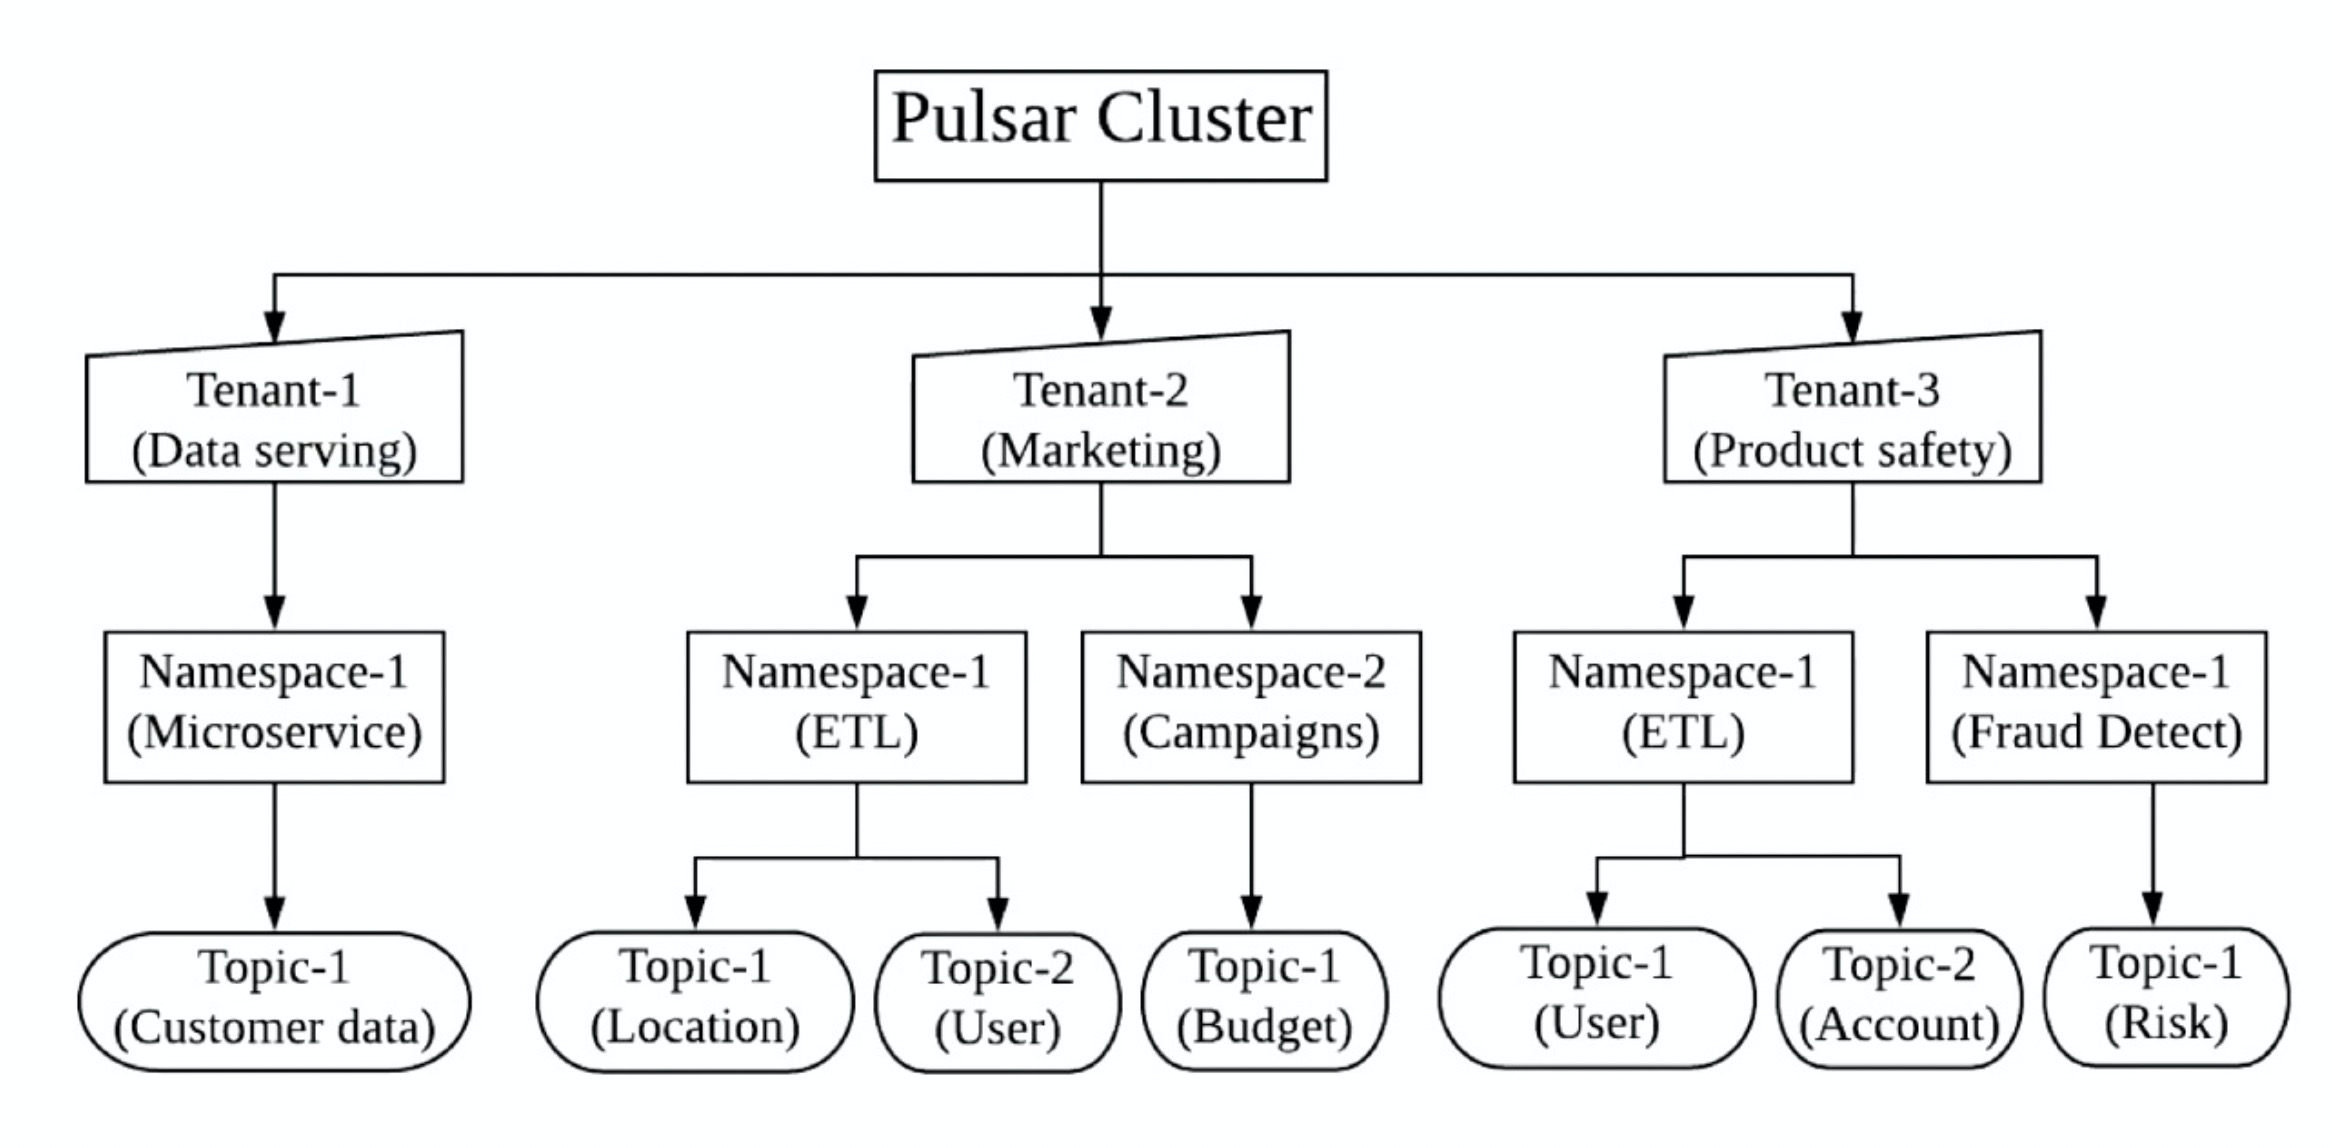 Pulsar Cluster
Tenant-1
(Data serving)
Tenant-2
(Marketing)
Tenant-3
(Product safety)
Namespace-1
(Microservice)
Namespace-1
(ETL)
Namespace-2
(Campaigns)
Namespace-1
(ETL)
Namespace-1
(Fraud Detect)
Topic-1
(Customer data)
Topic-1
(Location)
Topic-2
(User)
Topic-1
(Budget)
Topic-1
(User)
Topic-2
(Account)
Topic-1
(Risk)